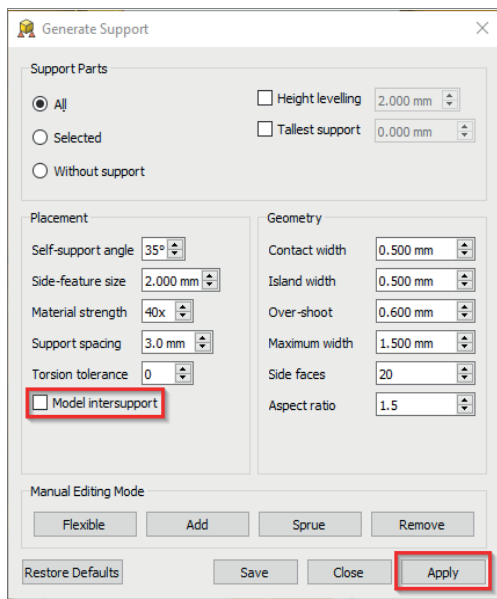 Generate Support
Support Parts
All
Height levelling 2.000 mm
Selected
Tallest support 0.000 mm
Without support
Placement
Self-support angle 35°
Side-feature size 2.000 mm
Material strength 40x
Support spacing 3.0 mm
Torsion tolerance 0
Model intersupport
Geometry
Contact width 0.500 mm
Island width 0.500 mm
Over-shoot 0.600 mm
Maximum width 1.500 mm
Side faces 20
Aspect ratio 1.5
Manual Editing Mode
Flexible Add Sprue Remove
Restore Defaults Save Close Apply